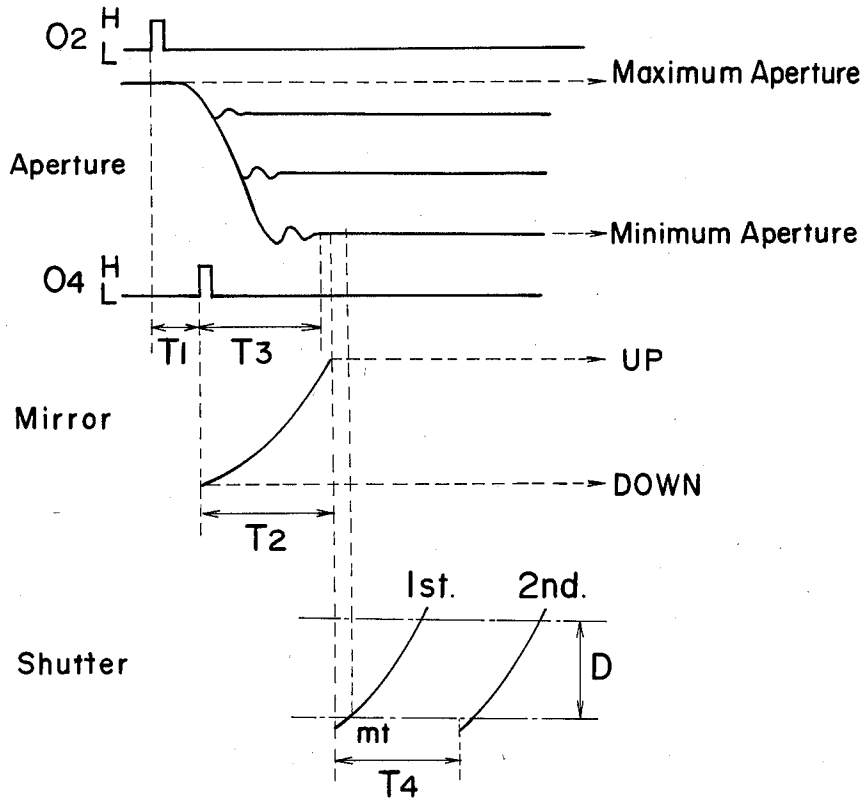 O2 H
L
Maximum Aperture
Aperture
Minimum Aperture
O4 H
L
T1 T3
UP
Mirror
DOWN
T2
1st. 2nd.
Shutter
D
mt
T4